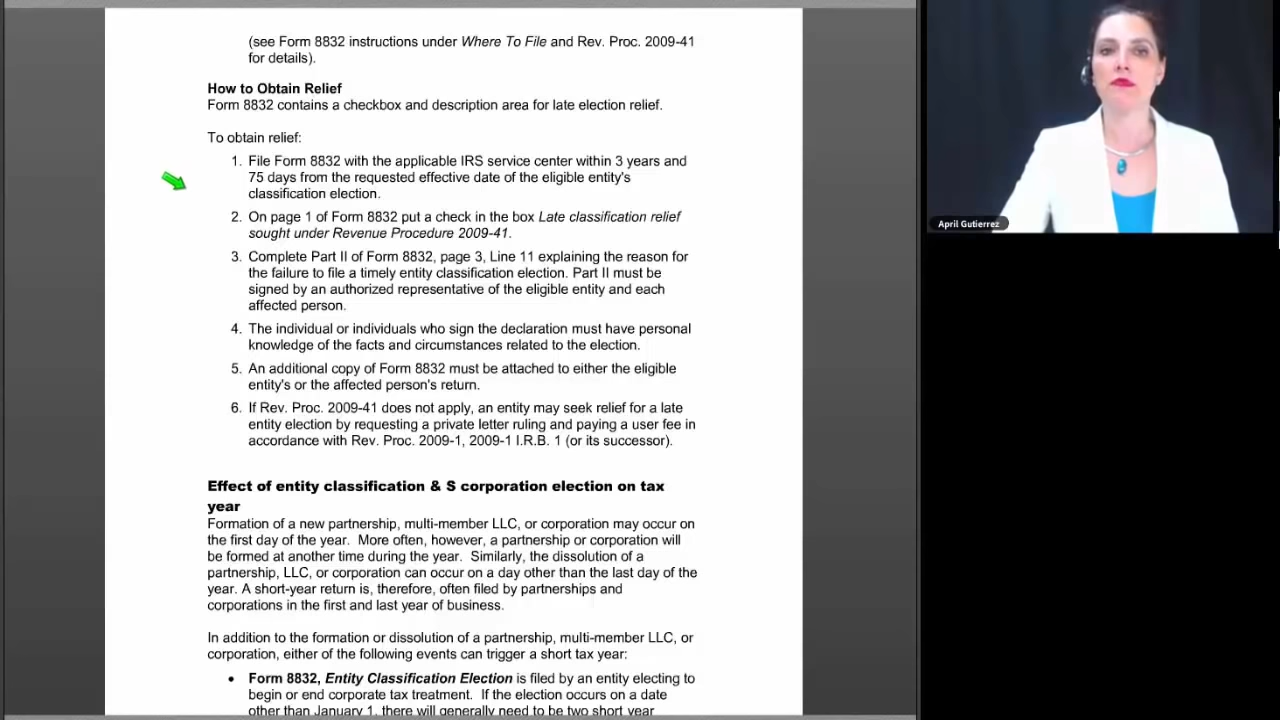 (see Form 8832 instructions under Where To File and Rev. Proc. 2009-41
for details).
How to Obtain Relief
Form 8832 contains a checkbox and description area for late election relief.
To obtain relief:
1. File Form 8832 with the applicable IRS service center within 3 years and
75 days from the requested effective date of the eligible entity's
classification election.
2. On page 1 of Form 8832 put a check in the box Late classification relief
sought under Revenue Procedure 2009-41.
3. Complete Part II of Form 8832, page 3, Line 11 explaining the reason for
the failure to file a timely entity classification election. Part II must be
signed by an authorized representative of the eligible entity and each
affected person.
4. The individual or individuals who sign the declaration must have personal
knowledge of the facts and circumstances related to the election.
5. An additional copy of Form 8832 must be attached to either the eligible
entity's or the affected person's return.
6. If Rev. Proc. 2009-41 does not apply, an entity may seek relief for a late
entity election by requesting a private letter ruling and paying a user fee in
accordance with Rev. Proc. 2009-1, 2009-1 I.R.B. 1 (or its successor).
Effect of entity classification & S corporation election on tax
year
Formation of a new partnership, multi-member LLC, or corporation may occur on
the first day of the year. More often, however, a partnership or corporation will
be formed at another time during the year. Similarly, the dissolution of a
partnership, LLC, or corporation can occur on a day other than the last day of the
year. A short-year return is, therefore, often filed by partnerships and
corporations in the first and last year of business.
In addition to the formation or dissolution of a partnership, multi-member LLC, or
corporation, either of the following events can trigger a short tax year:
• Form 8832, Entity Classification Election is filed by an entity electing to
begin or end corporate tax treatment. If the election occurs on a date
other than January 1, there will generally need to be two short year
April Gutierrez